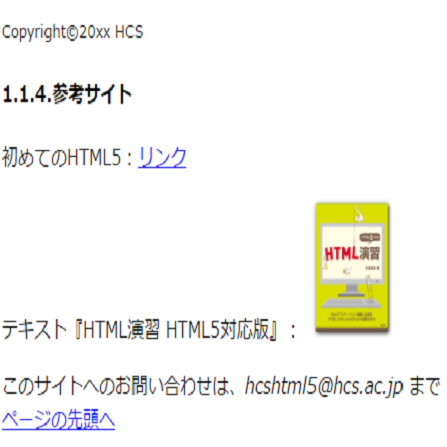 Copyright©20xx HCS
1.1.4.参考サイト
初めてのHTML5：リンク
HTML演習
テキスト『HTML演習 HTML5対応版』：
このサイトへのお問い合わせは、hcshtml5@hcs.ac.jp まで
ページの先頭へ